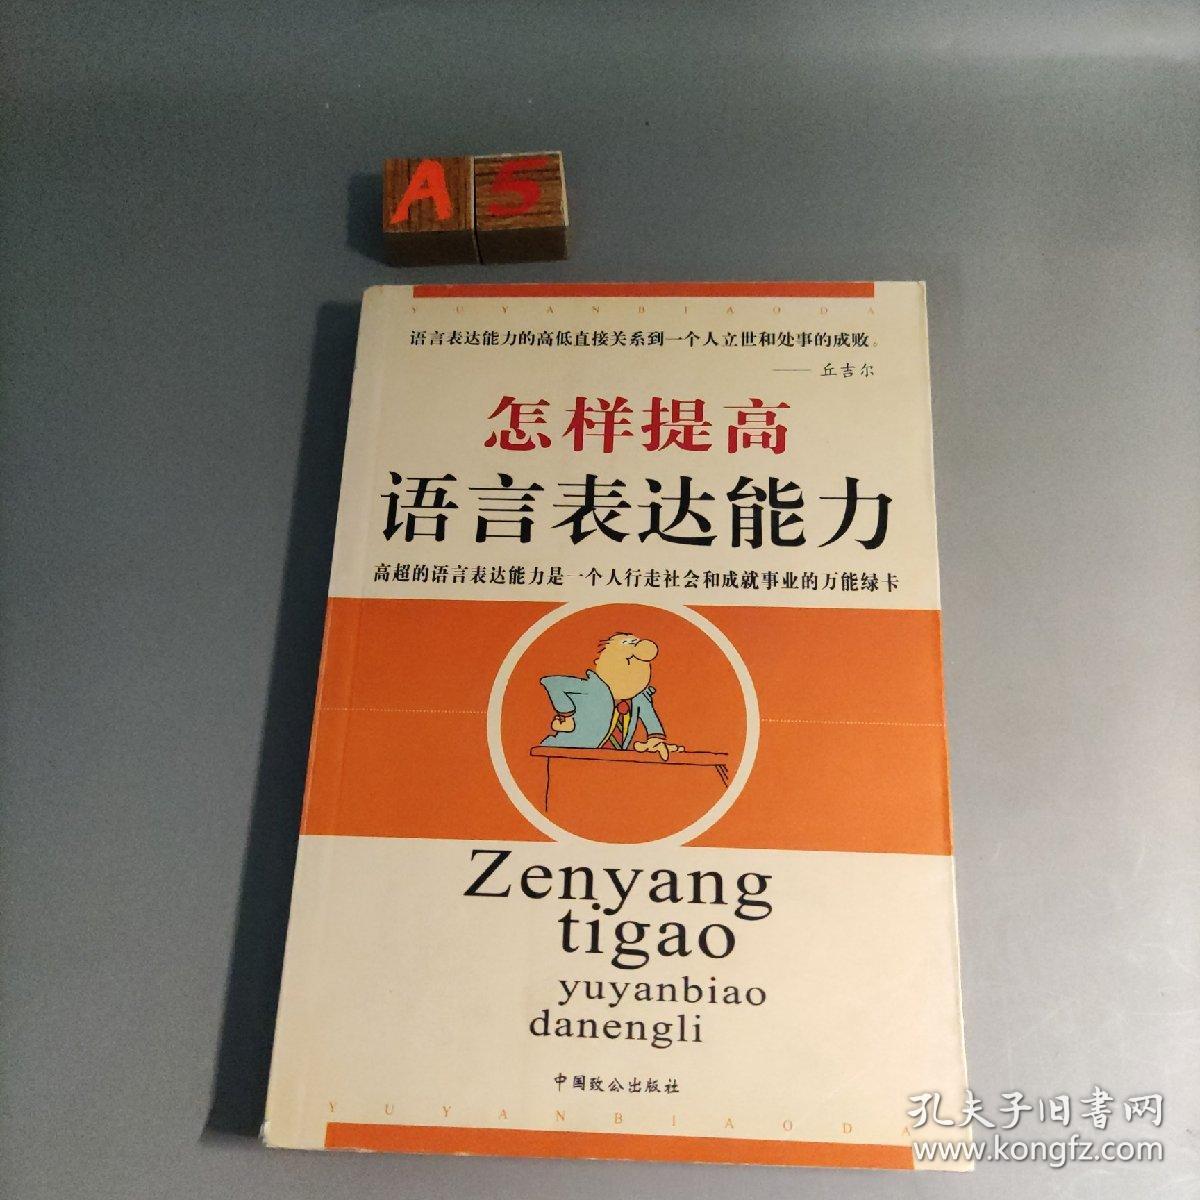 A 5
YUYANBIAODA
语言表达能力的高低直接关系到一个人立世和处事的成败。
—— 丘吉尔
怎样提高
语言表达能力
高超的语言表达能力是一个人行走社会和成就事业的万能绿卡
Zenyang
tigao
yuyanbiao
danengli
中国致公出版社
YUYANBIAODA
孔夫子旧书网
www.kongfz.com